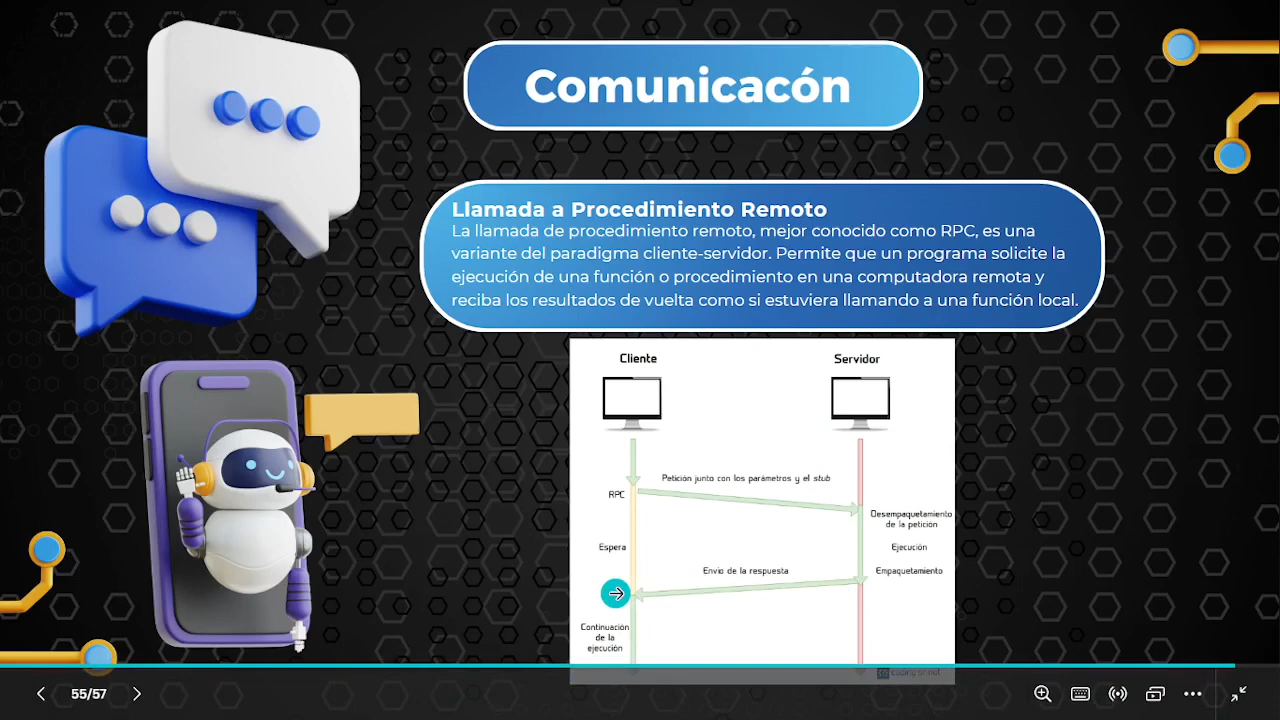 Comunicacón
Llamada a Procedimiento Remoto
La llamada de procedimiento remoto, mejor conocido como RPC, es una
variante del paradigma cliente-servidor. Permite que un programa solicite la
ejecución de una función o procedimiento en una computadora remota y
reciba los resultados de vuelta como si estuviera llamando a una función local.
Cliente
Servidor
Petición junto con los parámetros y el stub
RPC
Desempaquetamiento
de la petición
Espera
Ejecución
Envío de la respuesta
Empaquetamiento
Continuación
de la
ejecución
55/57